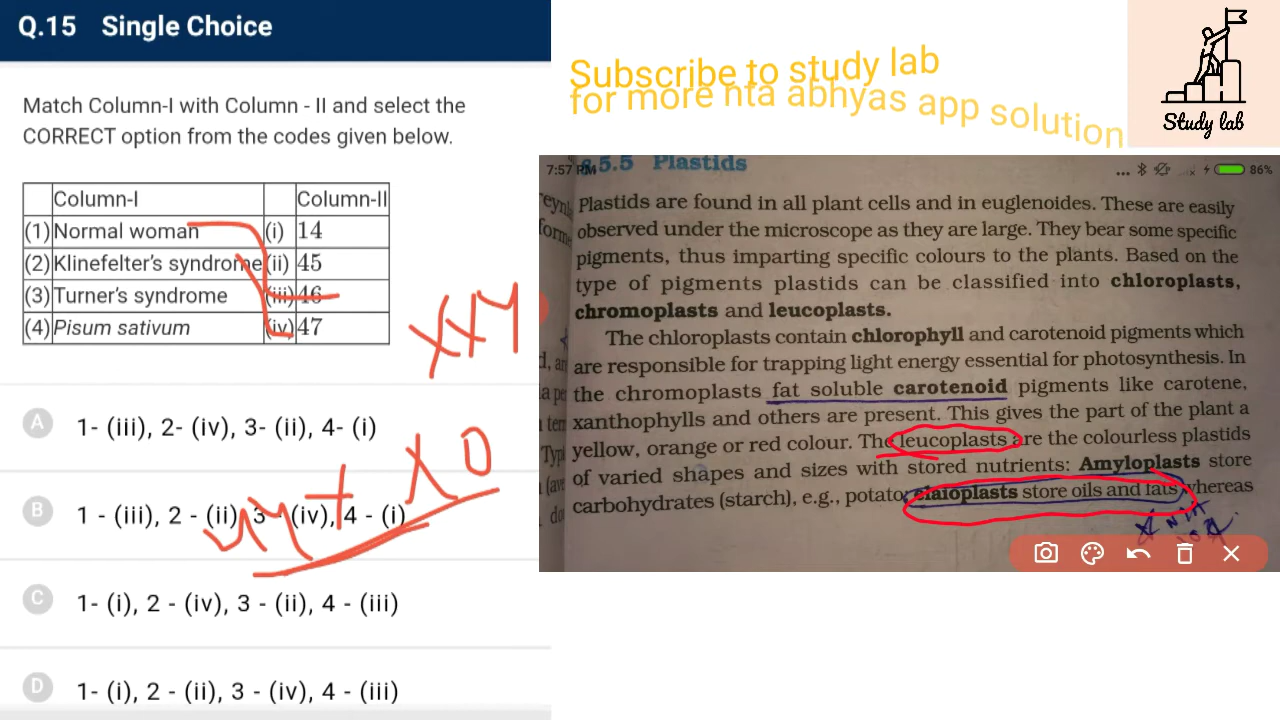 Q.15 Single Choice
Match Column-I with Column - II and select the
CORRECT option from the codes given below.
Column-I Column-II
(1) Normal woman (i) 14
(2) Klinefelter's syndrome (ii) 45
(3) Turner's syndrome (iii) 46
(4) Pisum sativum (iv) 47
XXY
A 1- (iii), 2- (iv), 3- (ii), 4- (i)
B 1 - (iii), 2 - (ii), 3 - (iv), 4 - (i)
C 1- (i), 2 - (iv), 3 - (ii), 4 - (iii)
D 1- (i), 2 - (ii), 3 - (iv), 4 - (iii)
XO
Subscribe to study lab
for more nta abhyas app solution
Study lab
7:57 PM
86%
.5.5 Plastids
Plastids are found in all plant cells and in euglenoides. These are easily
observed under the microscope as they are large. They bear some specific
pigments, thus imparting specific colours to the plants. Based on the
type of pigments plastids can be classified into chloroplasts,
chromoplasts and leucoplasts.
The chloroplasts contain chlorophyll and carotenoid pigments which
are responsible for trapping light energy essential for photosynthesis. In
the chromoplasts fat soluble carotenoid pigments like carotene,
xanthophylls and others are present. This gives the part of the plant a
yellow, orange or red colour. The leucoplasts are the colourless plastids
of varied shapes and sizes with stored nutrients: Amyloplasts store
carbohydrates (starch), e.g., potato; elaioplasts store oils and fats whereas